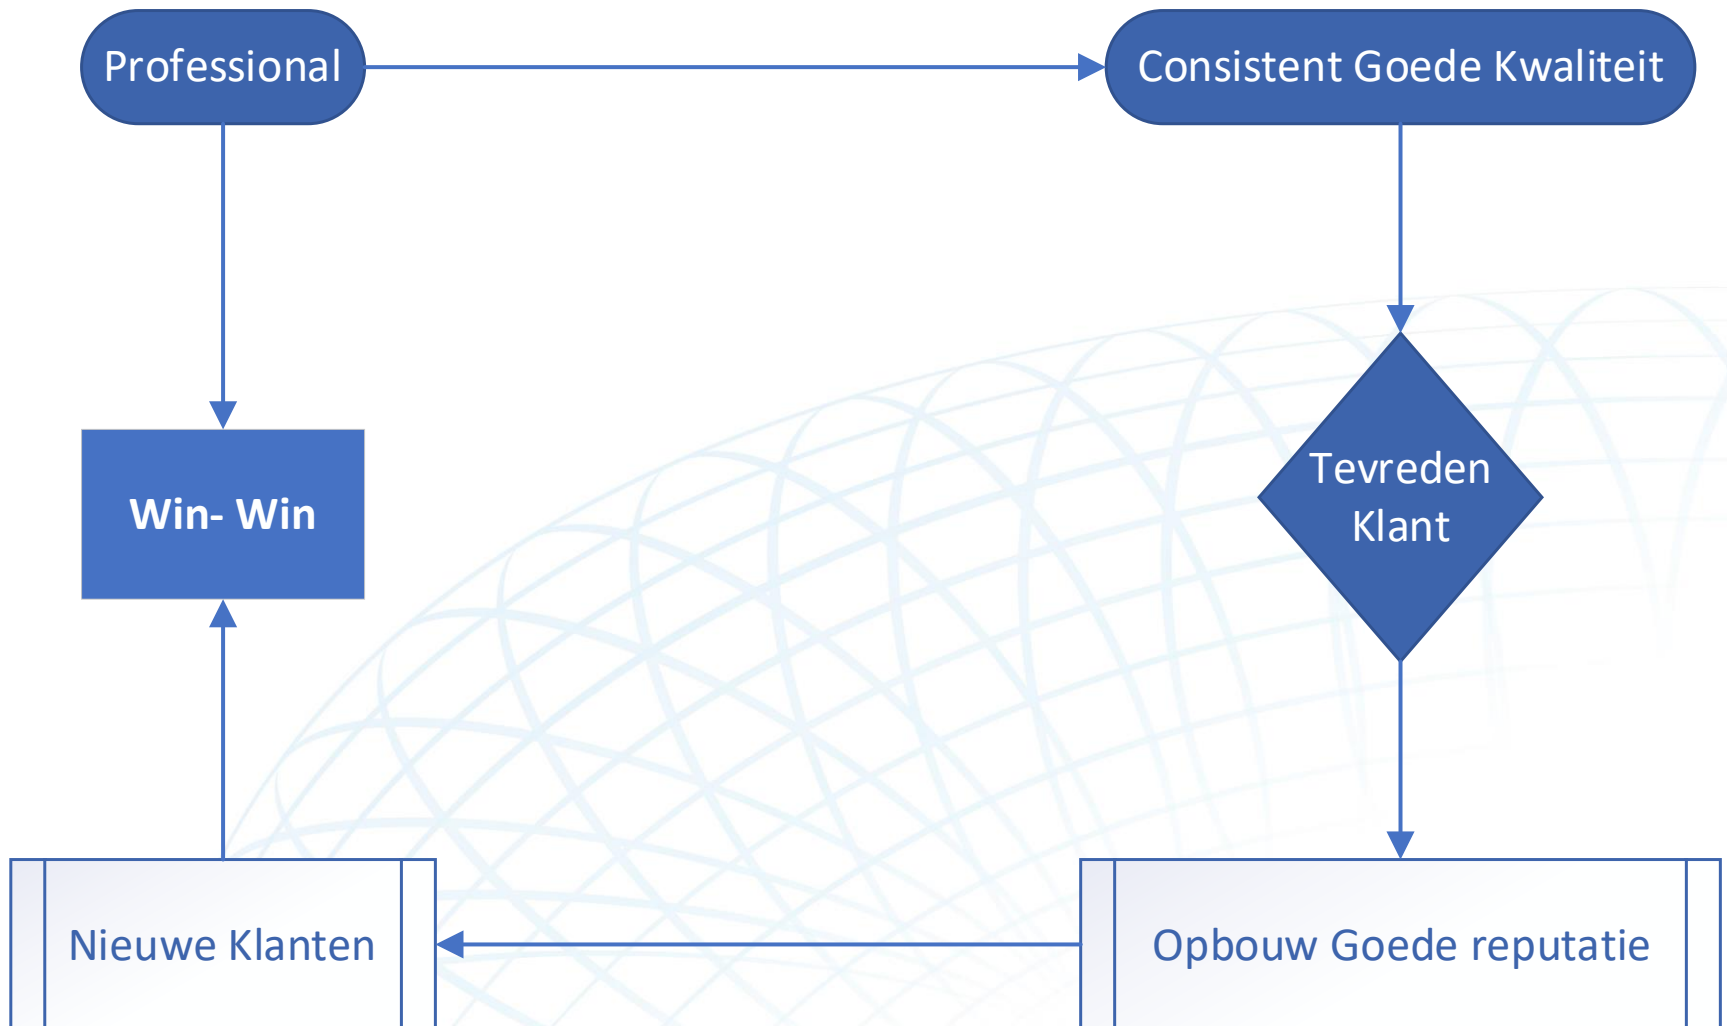 Professional
Consistent Goede Kwaliteit
Win- Win
Tevreden
Klant
Nieuwe Klanten
Opbouw Goede reputatie